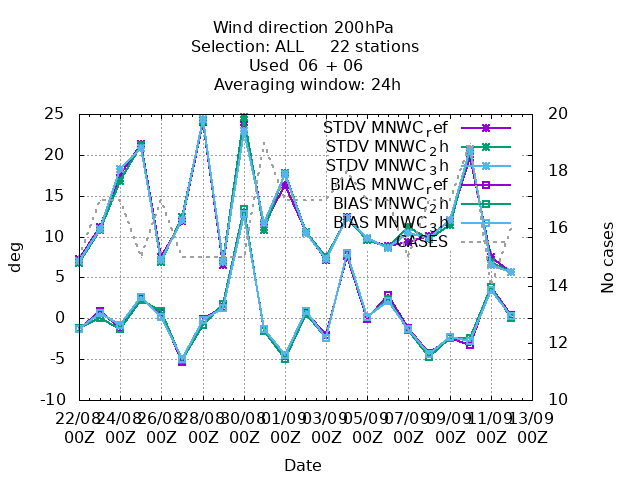 Wind direction 200hPa
Selection: ALL 22 stations
Used 06 + 06
Averaging window: 24h
25 20
20 18
15
10 16
5 14
0
-5 12
-10 10
STDV MNWC_ref
STDV MNWC_2h
STDV MNWC_3h
BIAS MNWC_ref
BIAS MNWC_2h
BIAS MNWC_3h
CASES
deg
No cases
22/08 24/08 26/08 28/08 30/08 01/09 03/09 05/09 07/09 09/09 11/09 13/09
00Z 00Z 00Z 00Z 00Z 00Z 00Z 00Z 00Z 00Z 00Z 00Z
Date